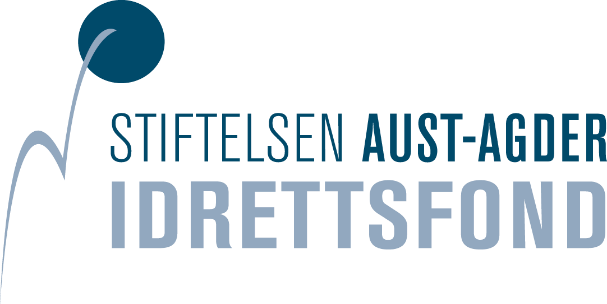 STIFTELSEN AUST-AGDER
IDRETTSFOND